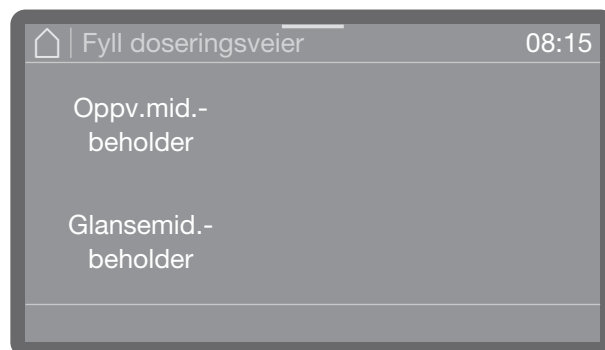 Fyll doseringsveier 08:15
Oppv.mid.-
beholder
Glansemid.-
beholder